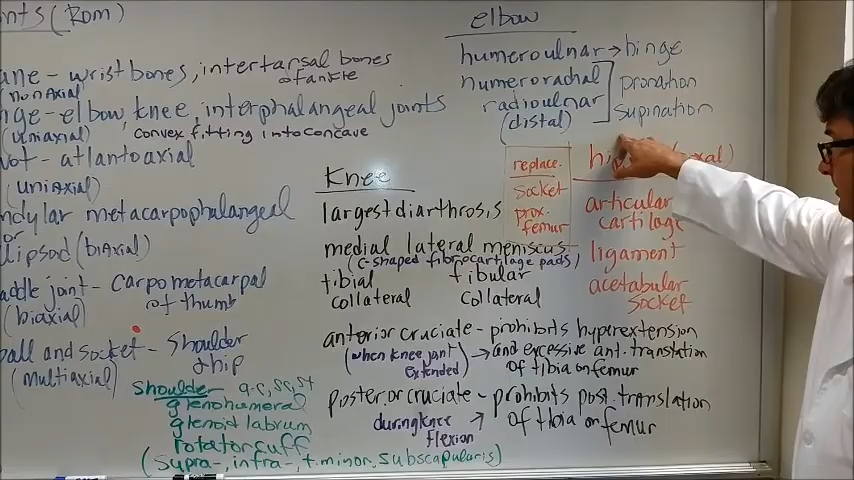 nts (ROM)
ane - wrist bones, intertarsal bones
of ankle
(nonAxial)
nge - elbow, knee, interphalangeal joints
(uniaxial) convex fitting into concave
vot - atlantoaxial
(uniaxial)
ndylar metacarpophalangeal
or
llipsod (biAxial)
addle joint - carpometacarpal
of thumb
(biaxial)
ball and socket - shoulder
& hip
(multiaxial)
Shoulder a-c, sc, st
glenohumeral
glenoid labrum
rotator cuff
(supra-, infra-, t.minor, subscapularis)
Knee
largest diarthrosis
medial lateral meniscus
(c-shaped fibrocartilage pads)
tibial fibular
collateral collateral
anterior cruciate - prohibits hyperextension
(when knee joint → and excessive ant. translation
extended) of tibia on femur
posterior cruciate - prohibits post. translation
during knee → of tibia on femur
flexion
elbow
humeroulnar → hinge
humeroradial pronation
radioulnar supination
(distal)
replace.
socket
prox.
femur
articular
cartilage
ligament
acetabular
socket